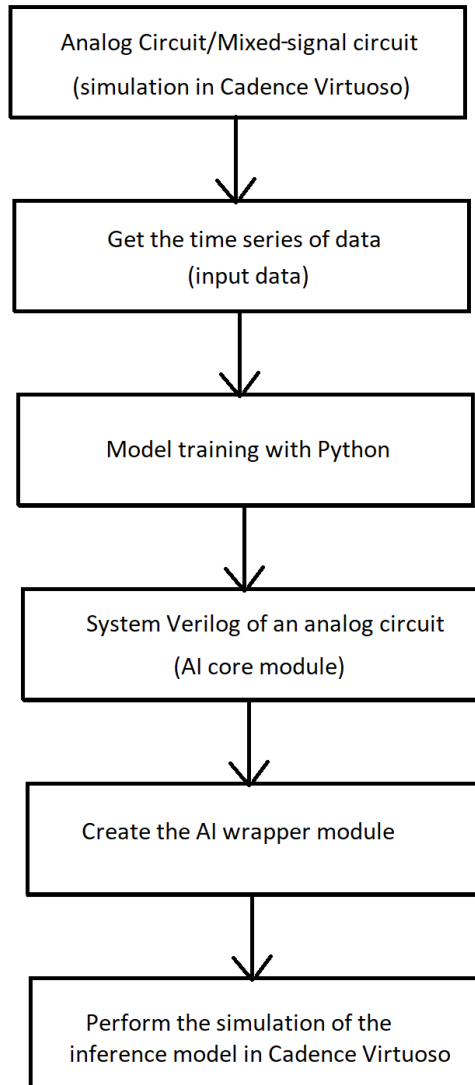 Analog Circuit/Mixed-signal circuit
(simulation in Cadence Virtuoso)
Get the time series of data
(input data)
Model training with Python
System Verilog of an analog circuit
(AI core module)
Create the AI wrapper module
Perform the simulation of the
inference model in Cadence Virtuoso